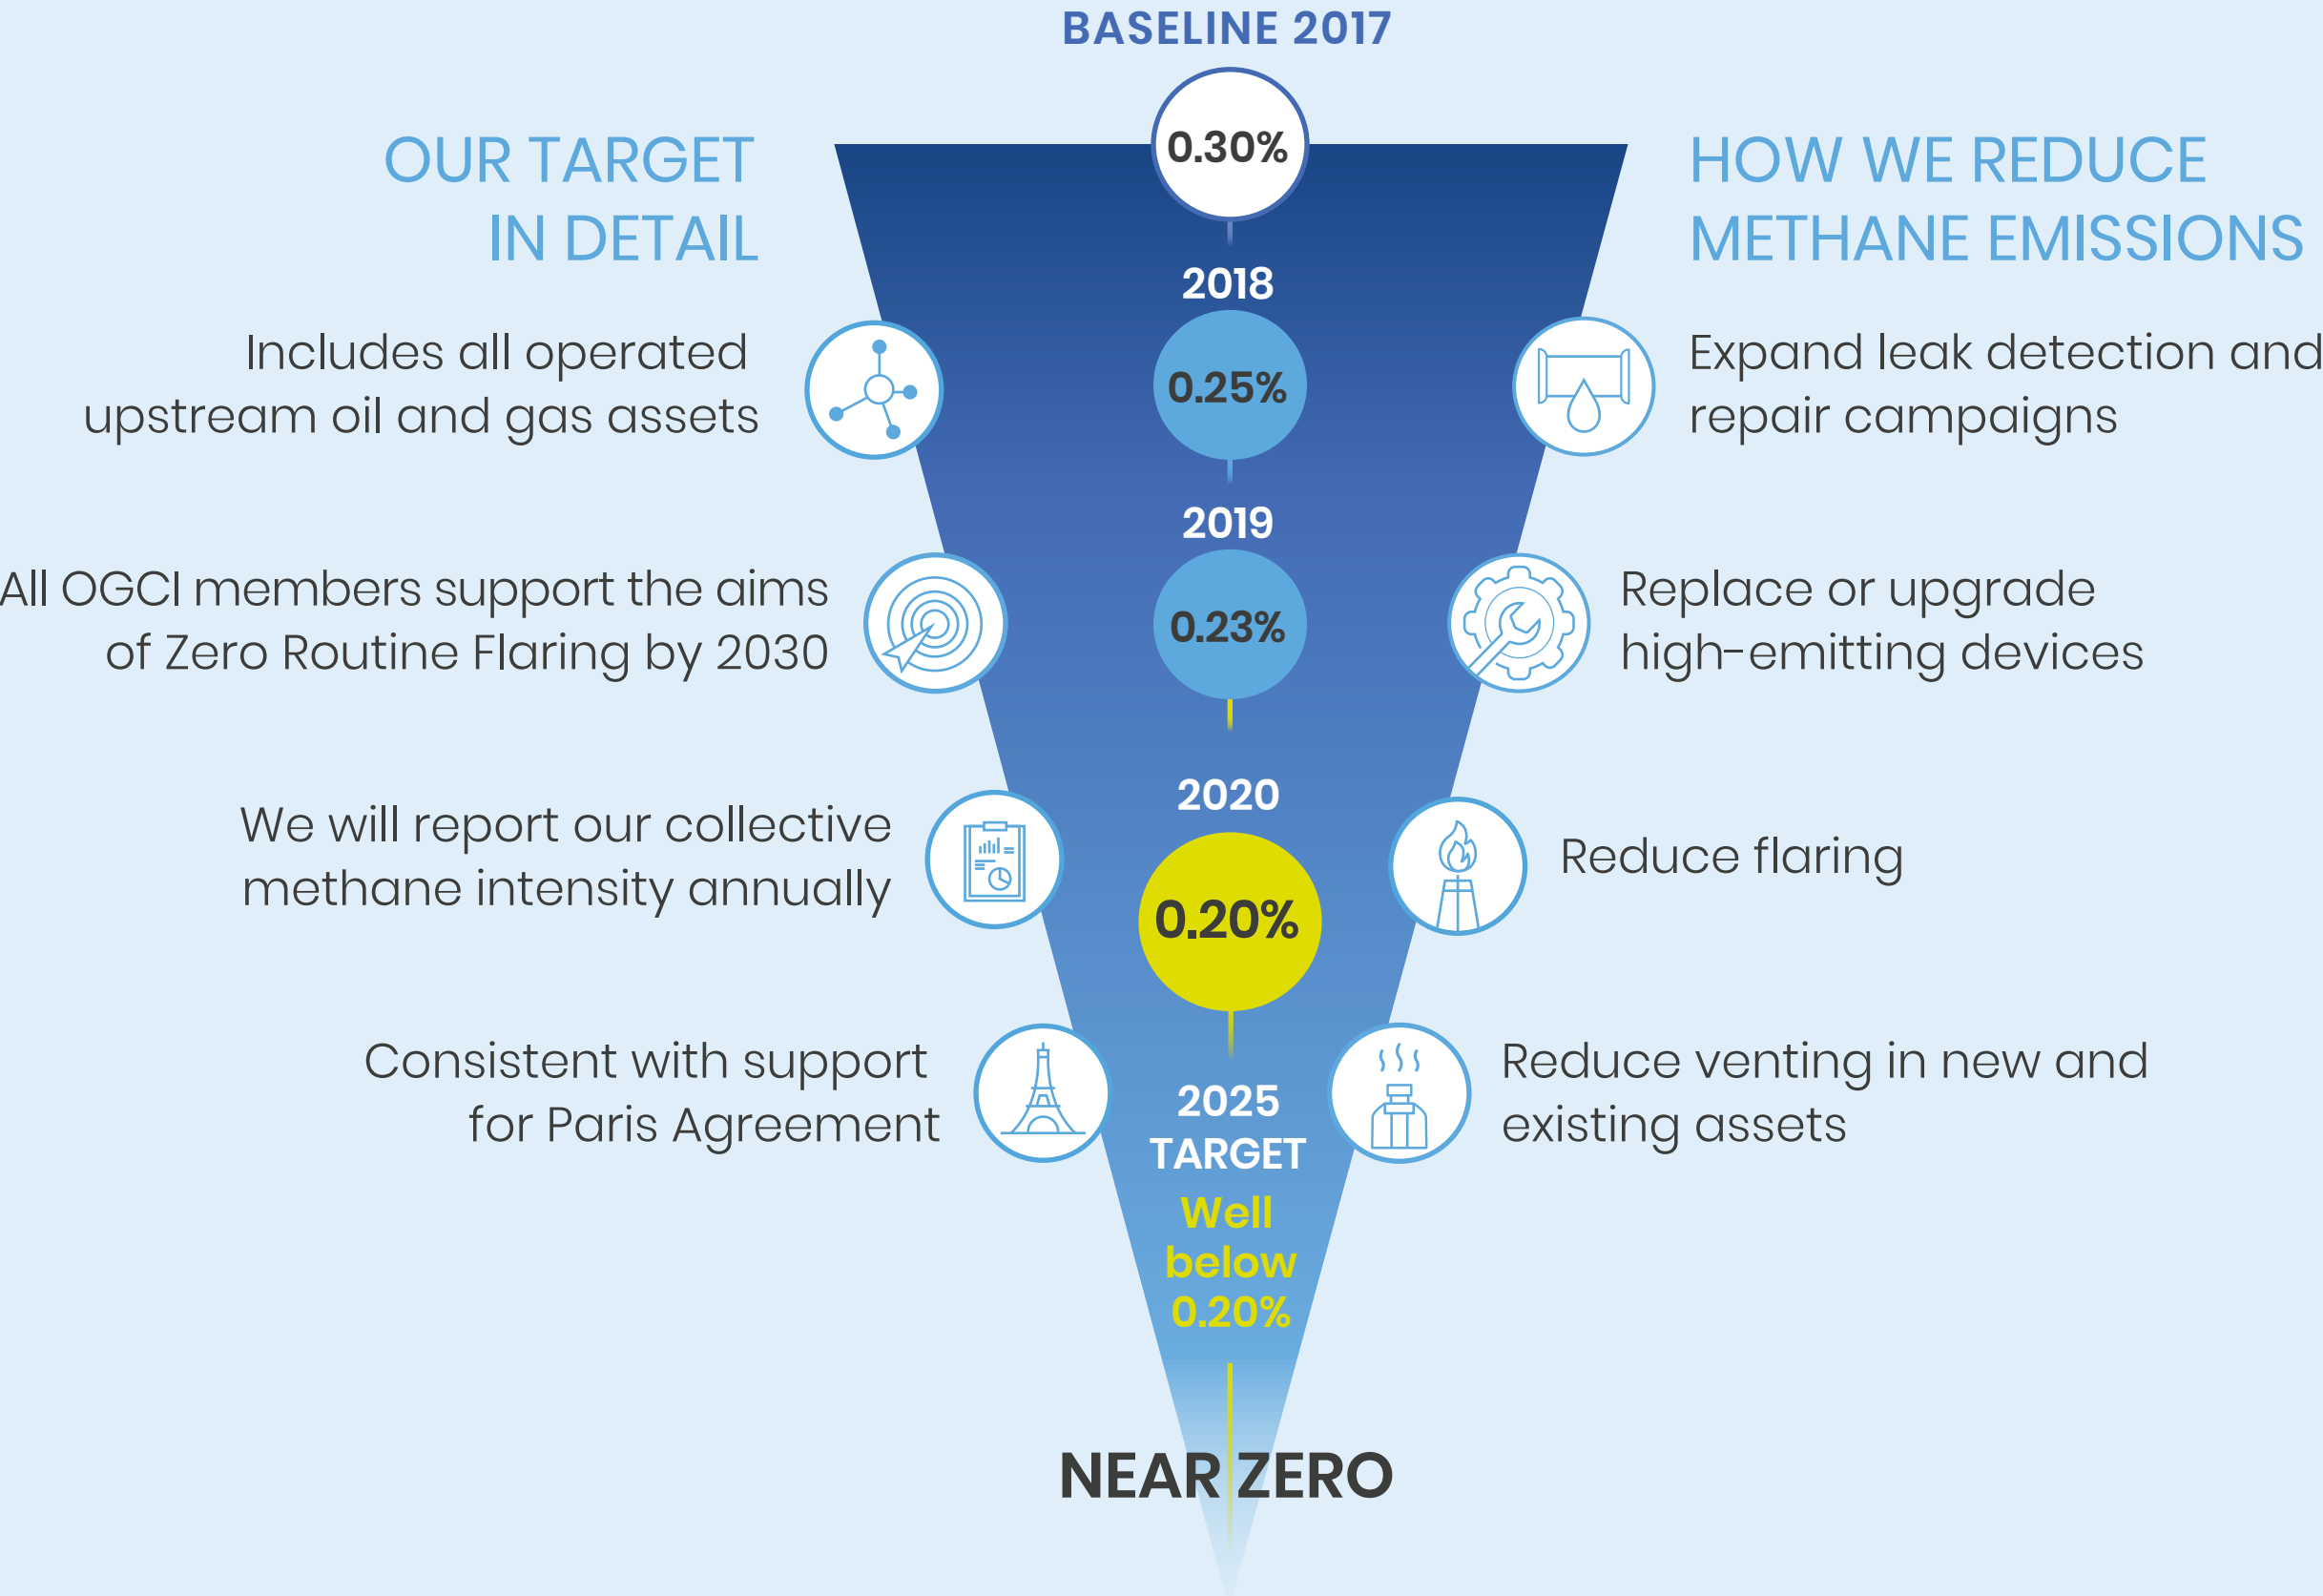 BASELINE 2017
0.30%
2018
0.25%
2019
0.23%
2020
0.20%
2025
TARGET
Well
below
0.20%
NEAR ZERO
OUR TARGET
IN DETAIL
Includes all operated
upstream oil and gas assets
All OGCI members support the aims
of Zero Routine Flaring by 2030
We will report our collective
methane intensity annually
Consistent with support
for Paris Agreement
HOW WE REDUCE
METHANE EMISSIONS
Expand leak detection and
repair campaigns
Replace or upgrade
high-emitting devices
Reduce flaring
Reduce venting in new and
existing assets